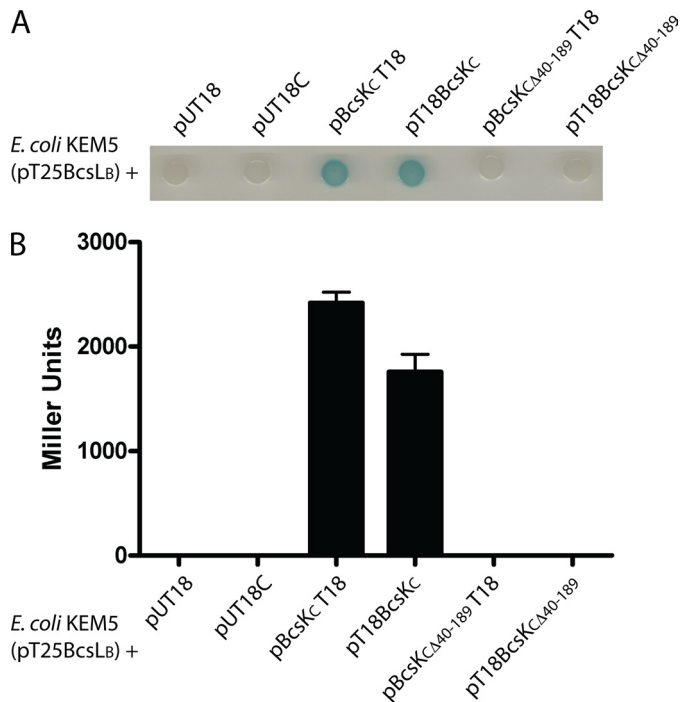 A
pUT18
pUT18C
pBcsKC T18
pT18BcsKC
pBcsKCΔ40-189 T18
pT18BcsKCΔ40-189
E. coli KEM5
(pT25BcsLB) +
B
Miller Units
3000
2000
1000
0
pUT18
pUT18C
pBcsKC T18
pT18BcsKC
pBcsKCΔ40-189 T18
pT18BcsKCΔ40-189
E. coli KEM5
(pT25BcsLB) +